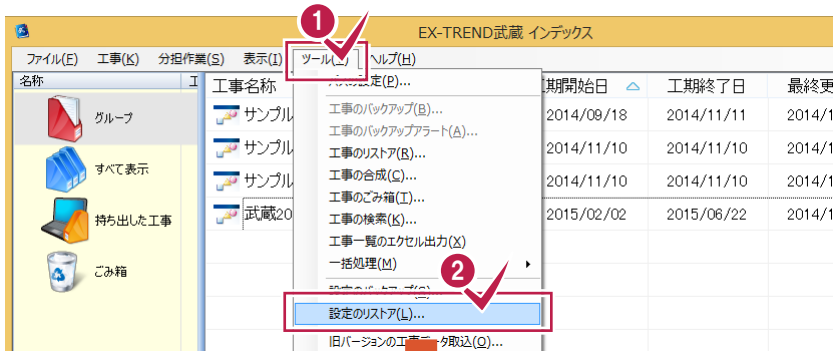 EX-TREND武蔵 インデックス
1
ファイル(F) 工事(K) 分担作業(S) 表示(I) ツール( ヘルプ(H)
名称
グループ
すべて表示
持ち出した工事
ごみ箱
工事名称 期開始日 工期終了日 最終更
サンプル 2014/09/18 2014/11/11 2014/1
サンプル 2014/11/10 2014/11/10 2014/1
サンプル 2014/11/10 2014/11/10 2014/1
武蔵20 2015/02/02 2015/06/22 2014/1
定(P)...
工事のバックアップ(B)...
工事のバックアップアラート(A)...
工事のリストア(R)...
工事の合成(C)...
工事のごみ箱(T)...
工事の検索(K)...
工事一覧のエクセル出力(X)
一括処理(M)
2
設定のリストア(L)...
旧バージョンの工事データ取込(O)...